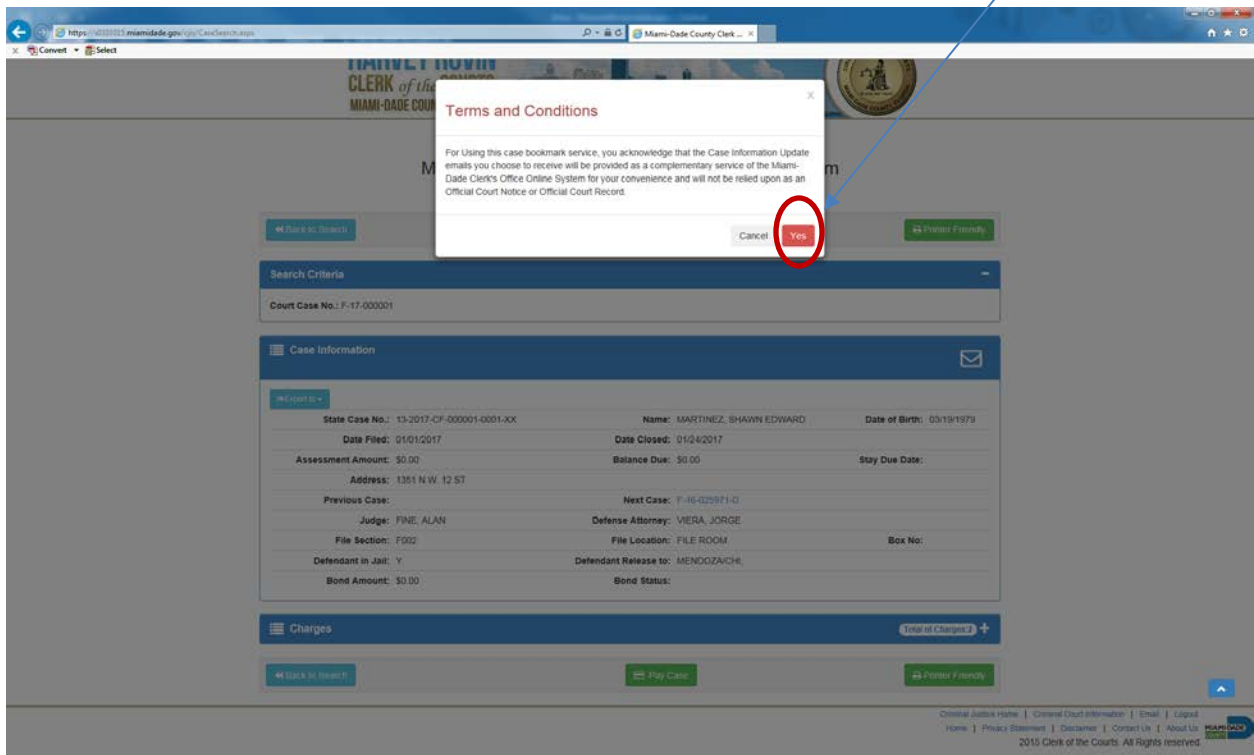 miamidade.gov
Miami-Dade County Clerk ...
Convert Select
CLERK of the
MIAMI-DADE COUN
x
Terms and Conditions
For Using this case bookmark service, you acknowledge that the Case Information Update
emails you choose to receive will be provided as a complementary service of the Miami-
Dade Clerk's Office Online System for your convenience and will not be relied upon as an
Official Court Notice or Official Court Record.
Cancel Yes
M m
Back to Search Printer Friendly
Search Criteria
Court Case No.: F-17-000001
Case Information
Export to
State Case No.: 13-2017-CF-000001-0001-XX Name: MARTINEZ, SHAWN EDWARD Date of Birth: 03/19/1979
Date Filed: 01/01/2017 Date Closed: 01/24/2017
Assessment Amount: $0.00 Balance Due: $0.00 Stay Due Date:
Address: 1351 N.W. 12 ST
Previous Case: Next Case: F-16-025971-D
Judge: FINE, ALAN Defense Attorney: VIERA, JORGE
File Section: F002 File Location: FILE ROOM Box No:
Defendant in Jail: Y Defendant Release to: MENDOZA/CHI,
Bond Amount: $0.00 Bond Status:
Charges Total of Charges:2
Back to Search Pay Case Printer Friendly
Criminal Justice Home | Criminal Court Information | Email | Logout
Home | Privacy Statement | Disclaimer | Contact Us | About Us
2015 Clerk of the Courts. All Rights reserved.
MIAMI-DADE